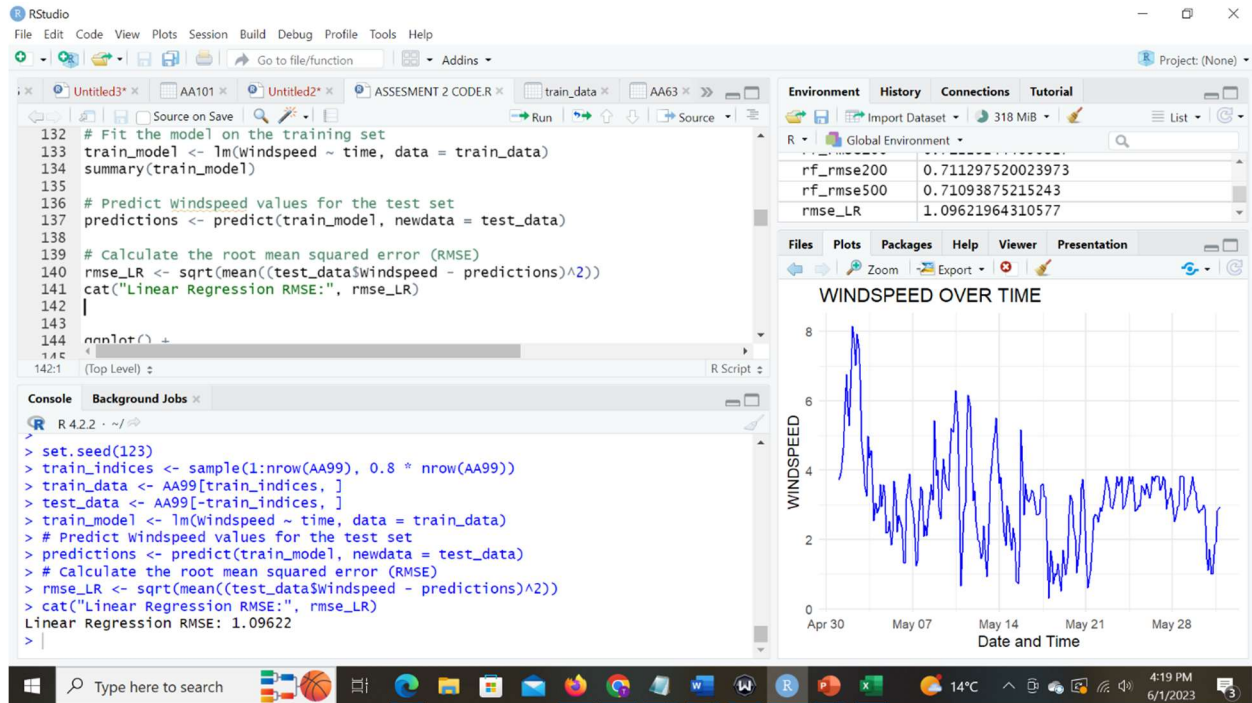 RStudio
File Edit Code View Plots Session Build Debug Profile Tools Help
Go to file/function
Addins
Project: (None)
Untitled3* AA101 Untitled2* ASSESMENT 2 CODE.R train_data AA63
Source on Save
Run Source
132 # Fit the model on the training set
133 train_model <- lm(Windspeed ~ time, data = train_data)
134 summary(train_model)
135
136 # Predict Windspeed values for the test set
137 predictions <- predict(train_model, newdata = test_data)
138
139 # Calculate the root mean squared error (RMSE)
140 rmse_LR <- sqrt(mean((test_data$Windspeed - predictions)^2))
141 cat("Linear Regression RMSE:", rmse_LR)
142
143
144 ggplot() +
145
142:1 (Top Level) R Script
Console Background Jobs
R 4.2.2 · ~/
>
> set.seed(123)
> train_indices <- sample(1:nrow(AA99), 0.8 * nrow(AA99))
> train_data <- AA99[train_indices, ]
> test_data <- AA99[-train_indices, ]
> train_model <- lm(Windspeed ~ time, data = train_data)
> # Predict Windspeed values for the test set
> predictions <- predict(train_model, newdata = test_data)
> # Calculate the root mean squared error (RMSE)
> rmse_LR <- sqrt(mean((test_data$Windspeed - predictions)^2))
> cat("Linear Regression RMSE:", rmse_LR)
Linear Regression RMSE: 1.09622
>
Environment History Connections Tutorial
Import Dataset 318 MiB List
R Global Environment
rf_rmse200 0.711297520023973
rf_rmse500 0.71093875215243
rmse_LR 1.09621964310577
Files Plots Packages Help Viewer Presentation
Zoom Export
WINDSPEED OVER TIME
8
6
4
2
0
WINDSPEED
Apr 30 May 07 May 14 May 21 May 28
Date and Time
Type here to search
14°C
4:19 PM
6/1/2023
3